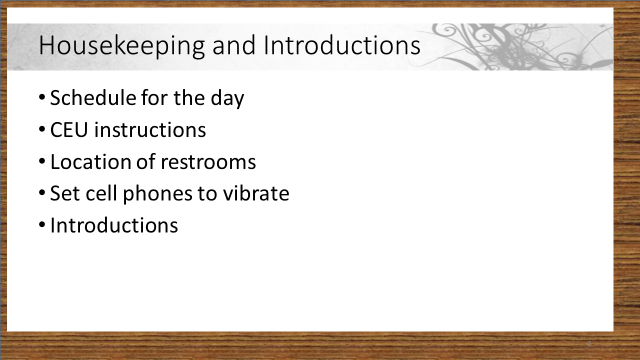 Housekeeping and Introductions
• Schedule for the day
• CEU instructions
• Location of restrooms
• Set cell phones to vibrate
• Introductions